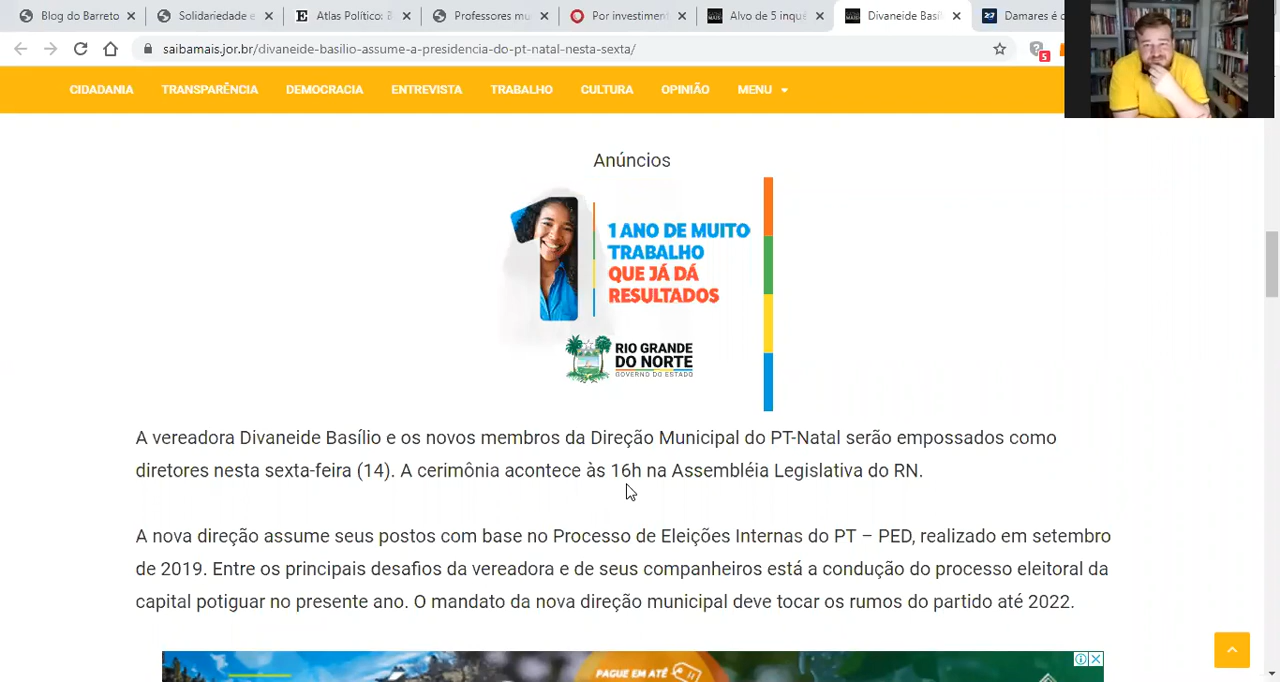 Blog do Barreto
Solidariedade e
Atlas Político:
Professores mu
Por investimen
Alvo de 5 inqué
Divaneide Basíl
Damares é c
saibamais.jor.br/divaneide-basilio-assume-a-presidencia-do-pt-natal-nesta-sexta/
5
CIDADANIA TRANSPARÊNCIA DEMOCRACIA ENTREVISTA TRABALHO CULTURA OPINIÃO MENU
Anúncios
1 ANO DE MUITO
TRABALHO
QUE JÁ DÁ
RESULTADOS
RIO GRANDE
DO NORTE
GOVERNO DO ESTADO
A vereadora Divaneide Basílio e os novos membros da Direção Municipal do PT-Natal serão empossados como
diretores nesta sexta-feira (14). A cerimônia acontece às 16h na Assembléia Legislativa do RN.
A nova direção assume seus postos com base no Processo de Eleições Internas do PT – PED, realizado em setembro
de 2019. Entre os principais desafios da vereadora e de seus companheiros está a condução do processo eleitoral da
capital potiguar no presente ano. O mandato da nova direção municipal deve tocar os rumos do partido até 2022.
PAGUE EM ATÉ